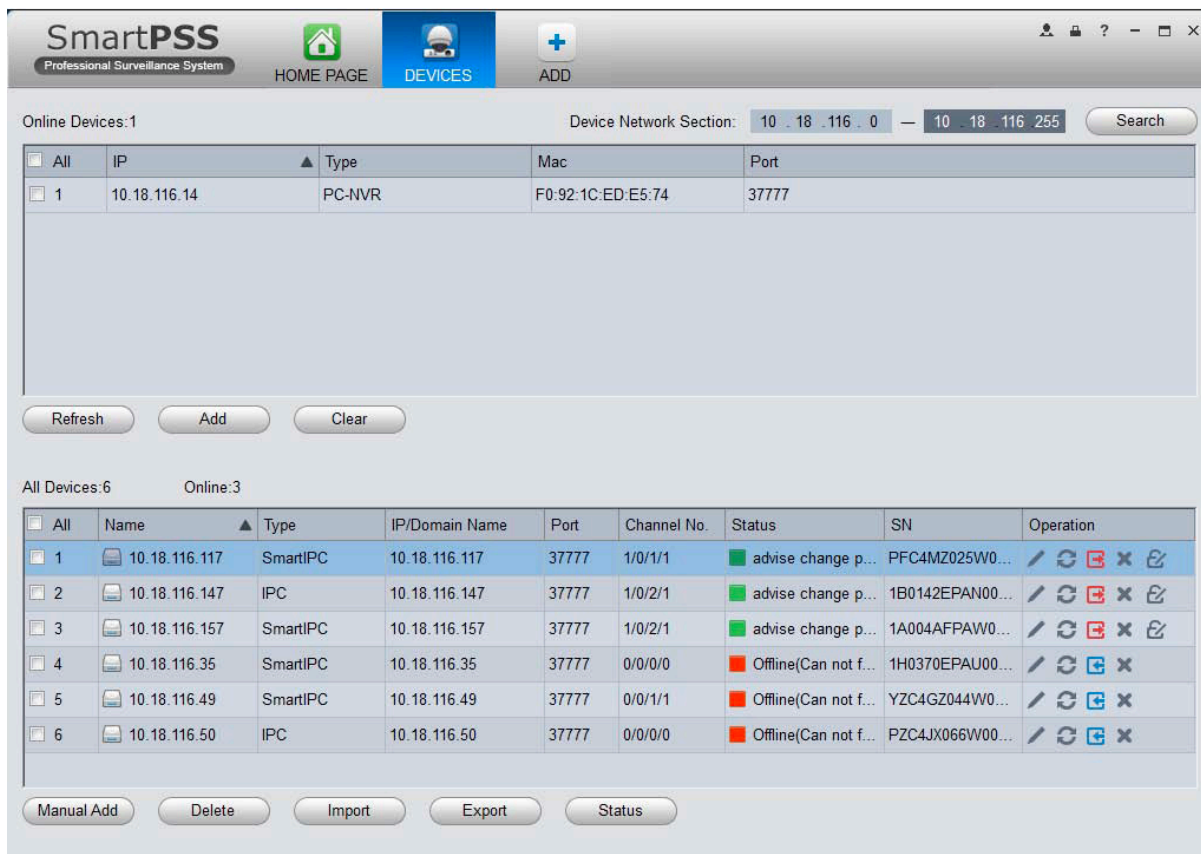 SmartPSS
Professional Surveillance System
HOME PAGE DEVICES ADD
?
Online Devices:1 Device Network Section: 10 . 18 .116 . 0 — 10 . 18 .116 .255 Search
All IP Type Mac Port
1 10.18.116.14 PC-NVR F0:92:1C:ED:E5:74 37777
Refresh Add Clear
All Devices:6 Online:3
All Name Type IP/Domain Name Port Channel No. Status SN Operation
1 10.18.116.117 SmartIPC 10.18.116.117 37777 1/0/1/1 advise change p... PFC4MZ025W0...
2 10.18.116.147 IPC 10.18.116.147 37777 1/0/2/1 advise change p... 1B0142EPAN00...
3 10.18.116.157 SmartIPC 10.18.116.157 37777 1/0/2/1 advise change p... 1A004AFPAW0...
4 10.18.116.35 SmartIPC 10.18.116.35 37777 0/0/0/0 Offline(Can not f... 1H0370EPAU00...
5 10.18.116.49 SmartIPC 10.18.116.49 37777 0/0/1/1 Offline(Can not f... YZC4GZ044W0...
6 10.18.116.50 IPC 10.18.116.50 37777 0/0/0/0 Offline(Can not f... PZC4JX066W00...
Manual Add Delete Import Export Status